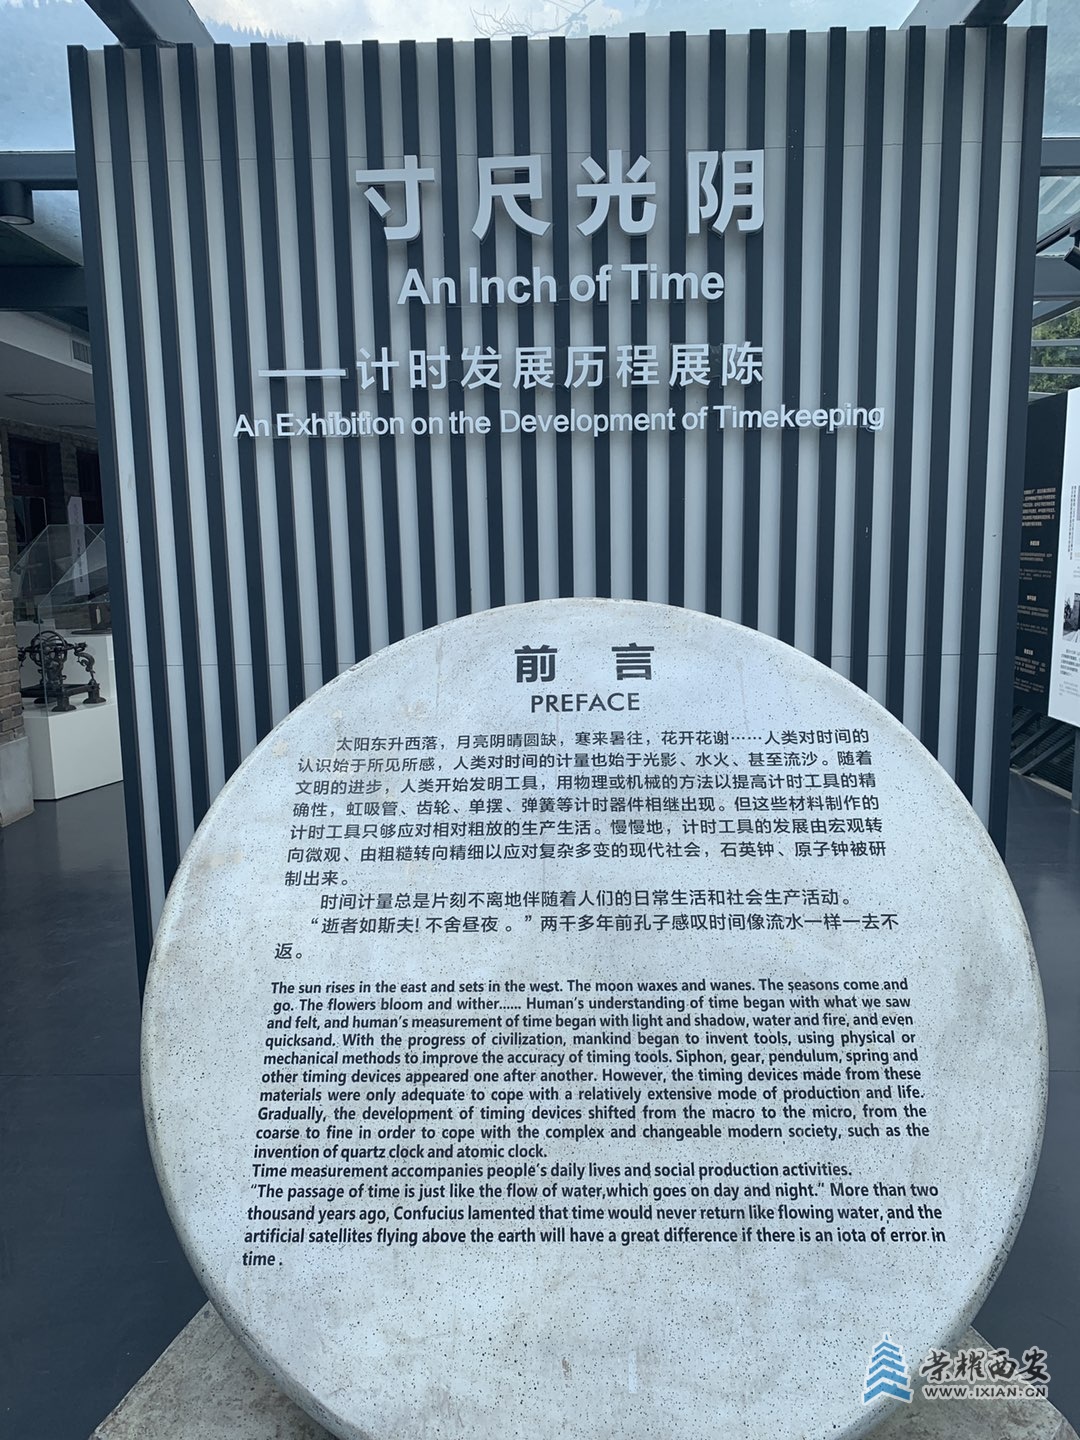 寸尺光阴
An Inch of Time
——计时发展历程展陈
An Exhibition on the Development of Timekeeping
前言
PREFACE
太阳东升西落，月亮阴晴圆缺，寒来暑往，花开花谢……人类对时间的
认识始于所见所感，人类对时间的计量也始于光影、水火、甚至流沙。随着
文明的进步，人类开始发明工具，用物理或机械的方法以提高计时工具的精
确性，虹吸管、齿轮、单摆、弹簧等计时器件相继出现。但这些材料制作的
计时工具只够应对相对粗放的生产生活。慢慢地，计时工具的发展由宏观转
向微观、由粗糙转向精细以应对复杂多变的现代社会，石英钟、原子钟被研
制出来。
时间计量总是片刻不离地伴随着人们的日常生活和社会生产活动。
“逝者如斯夫!不舍昼夜 。”两千多年前孔子感叹时间像流水一样一去不
返。
The sun rises in the east and sets in the west. The moon waxes and wanes. The seasons come and
go. The flowers bloom and wither...... Human's understanding of time began with what we saw
and felt, and human's measurement of time began with light and shadow, water and fire, and even
quicksand. With the progress of civilization, mankind began to invent tools, using physical or
mechanical methods to improve the accuracy of timing tools. Siphon, gear, pendulum, spring and
other timing devices appeared one after another. However, the timing devices made from these
materials were only adequate to cope with a relatively extensive mode of production and life.
Gradually, the development of timing devices shifted from the macro to the micro, from the
coarse to fine in order to cope with the complex and changeable modern society, such as the
invention of quartz clock and atomic clock.
Time measurement accompanies people's daily lives and social production activities.
"The passage of time is just like the flow of water,which goes on day and night." More than two
thousand years ago, Confucius lamented that time would never return like flowing water, and the
artificial satellites flying above the earth will have a great difference if there is an iota of error in
time .
荣耀西安
WWW.IXIAN.CN